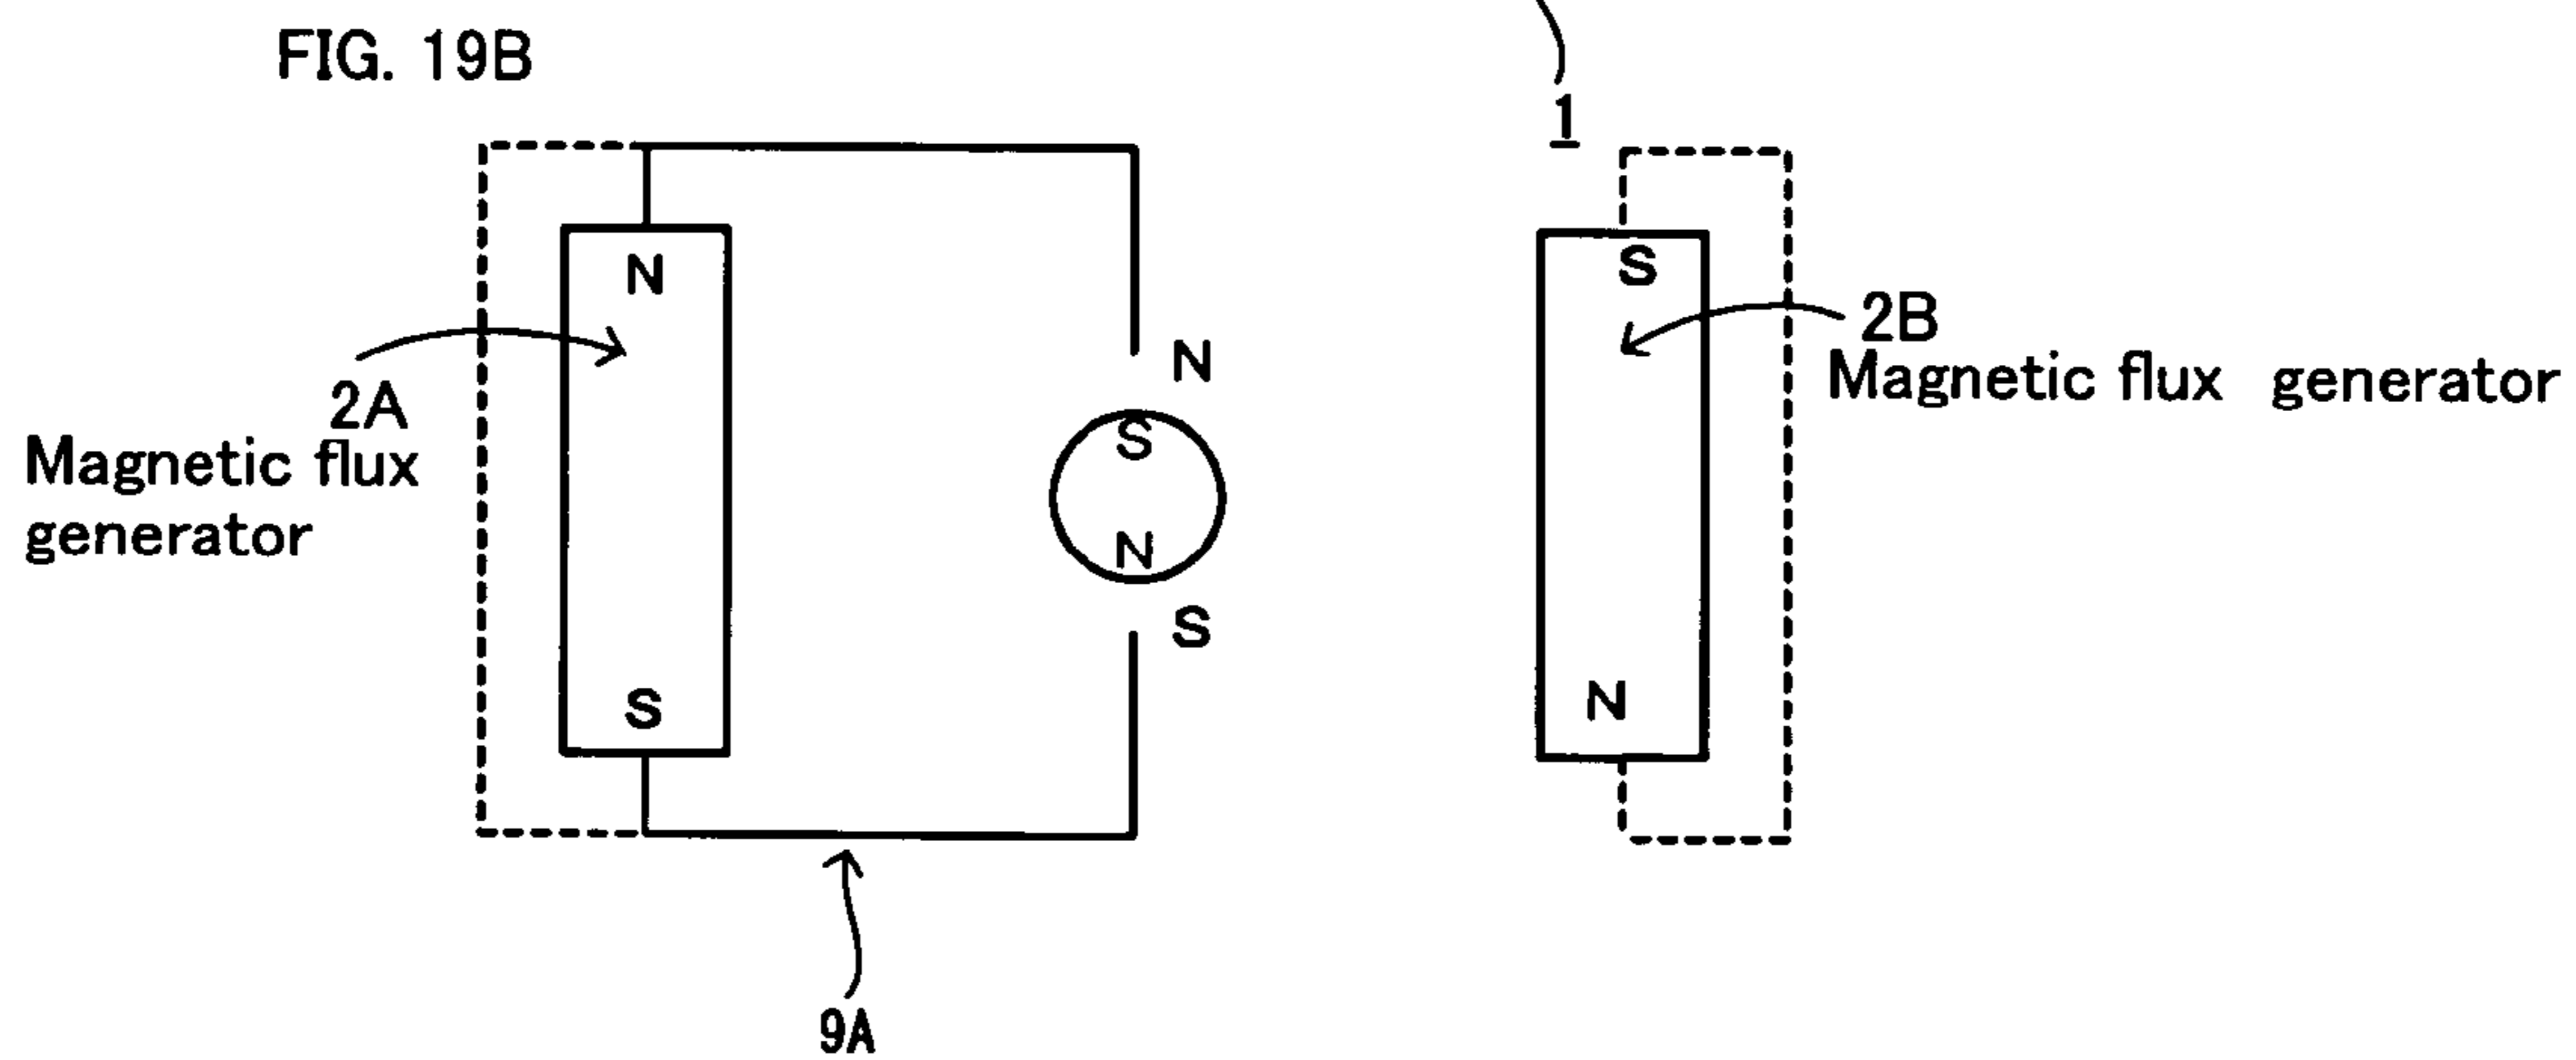 FIG. 19B
1
N
S
2B
N
Magnetic flux generator
2A
S
Magnetic flux
generator
N
S
S
N
9A